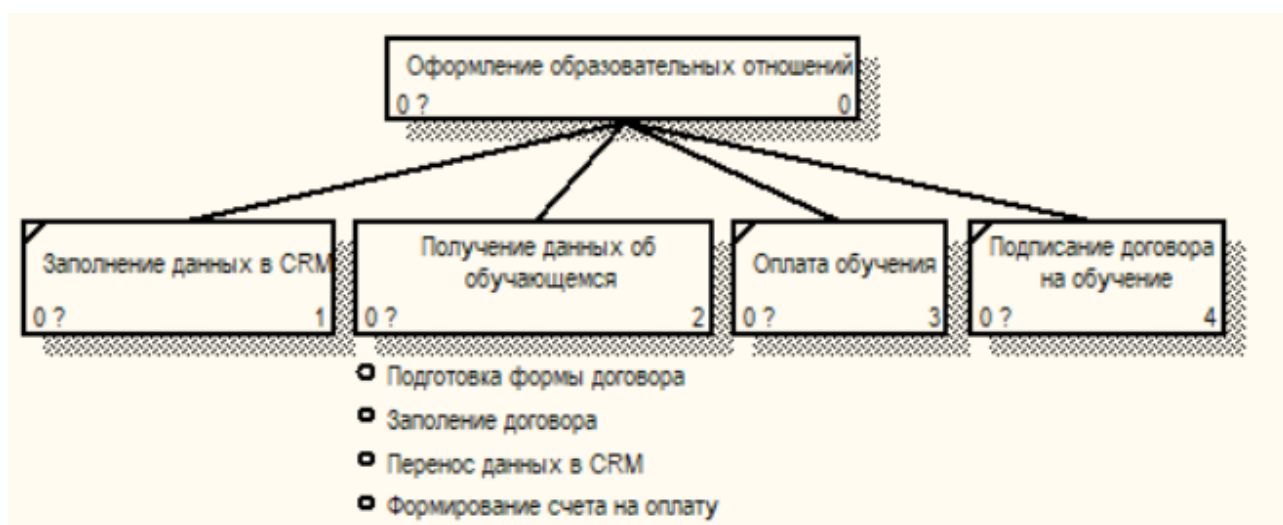 Оформление образовательных отношений
0 ? 0
Заполнение данных в CRM
0 ? 1
Получение данных об
обучающемся
0 ? 2
Оплата обучения
0 ? 3
Подписание договора
на обучение
0 ? 4
Подготовка формы договора
Заполение договора
Перенос данных в CRM
Формирование счета на оплату